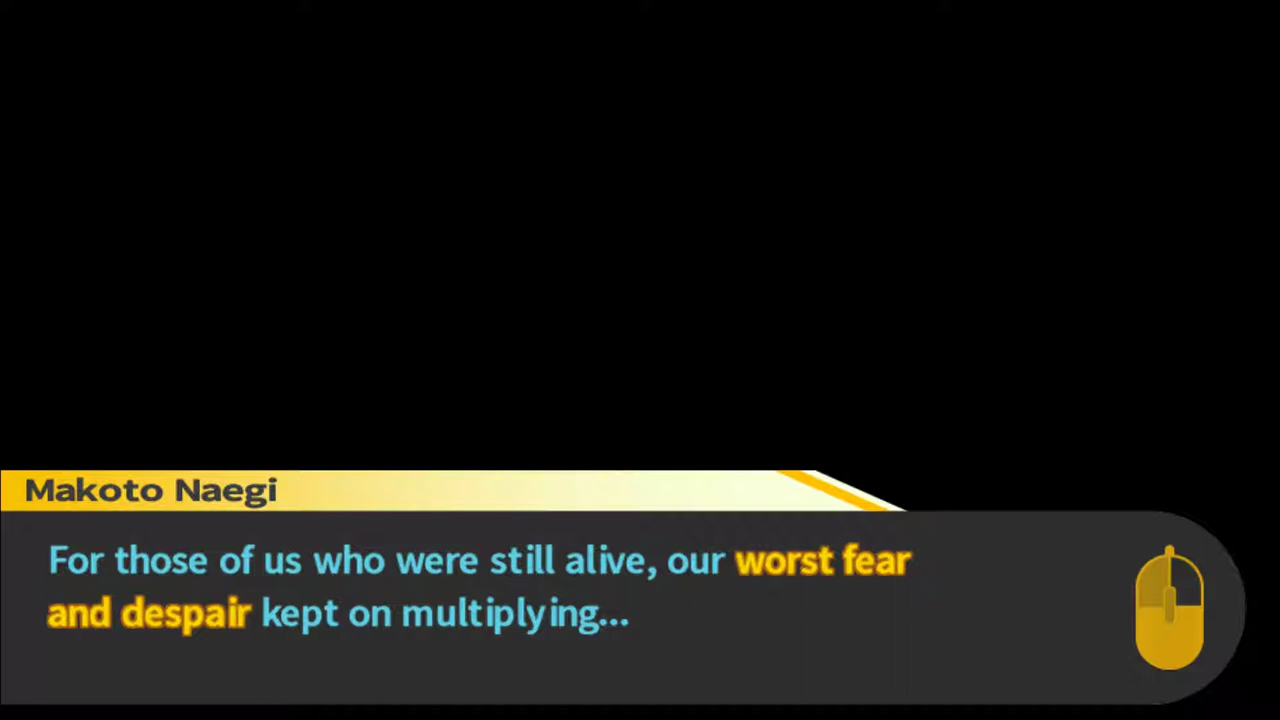 Makoto Naegi
For those of us who were still alive, our worst fear
and despair kept on multiplying...